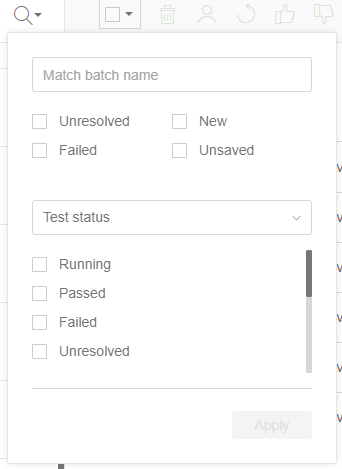 Match batch name
Unresolved New
Failed Unsaved
Test status
Running
Passed
Failed
Unresolved
Apply